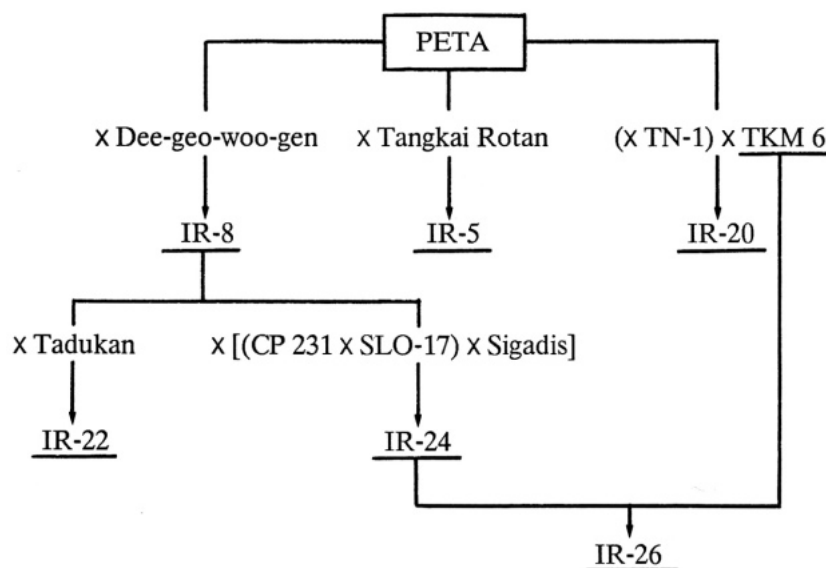 PETA
x Dee-geo-woo-gen x Tangkai Rotan (x TN-1) x TKM 6
IR-8 IR-5 IR-20
x Tadukan x [(CP 231 x SLO-17) x Sigadis]
IR-22 IR-24
IR-26